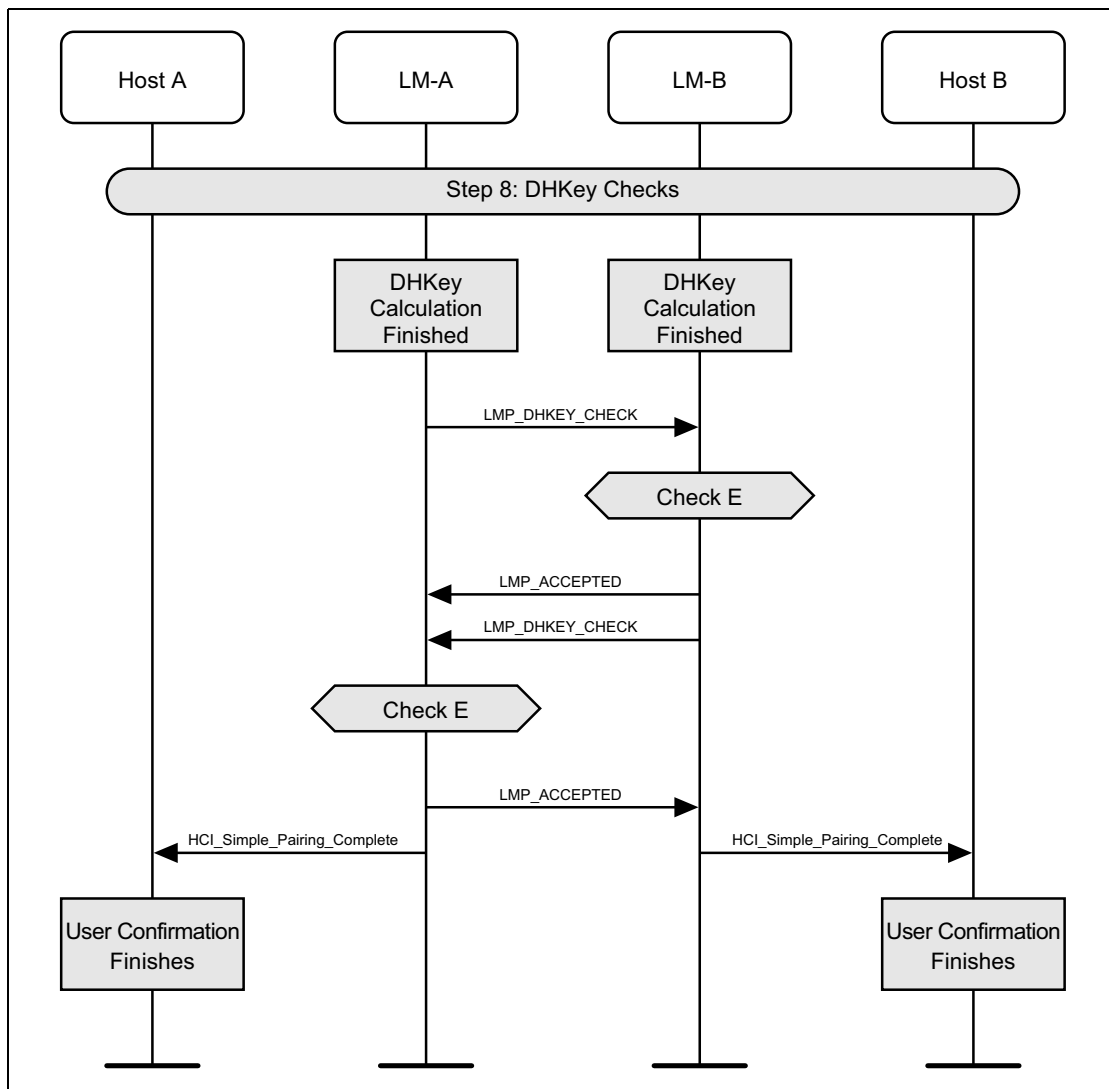 Host A
LM-A
LM-B
Host B
Step 8: DHKey Checks
DHKey
Calculation
Finished
DHKey
Calculation
Finished
LMP_DHKEY_CHECK
Check E
LMP_ACCEPTED
LMP_DHKEY_CHECK
Check E
LMP_ACCEPTED
HCI_Simple_Pairing_Complete
HCI_Simple_Pairing_Complete
User Confirmation
Finishes
User Confirmation
Finishes